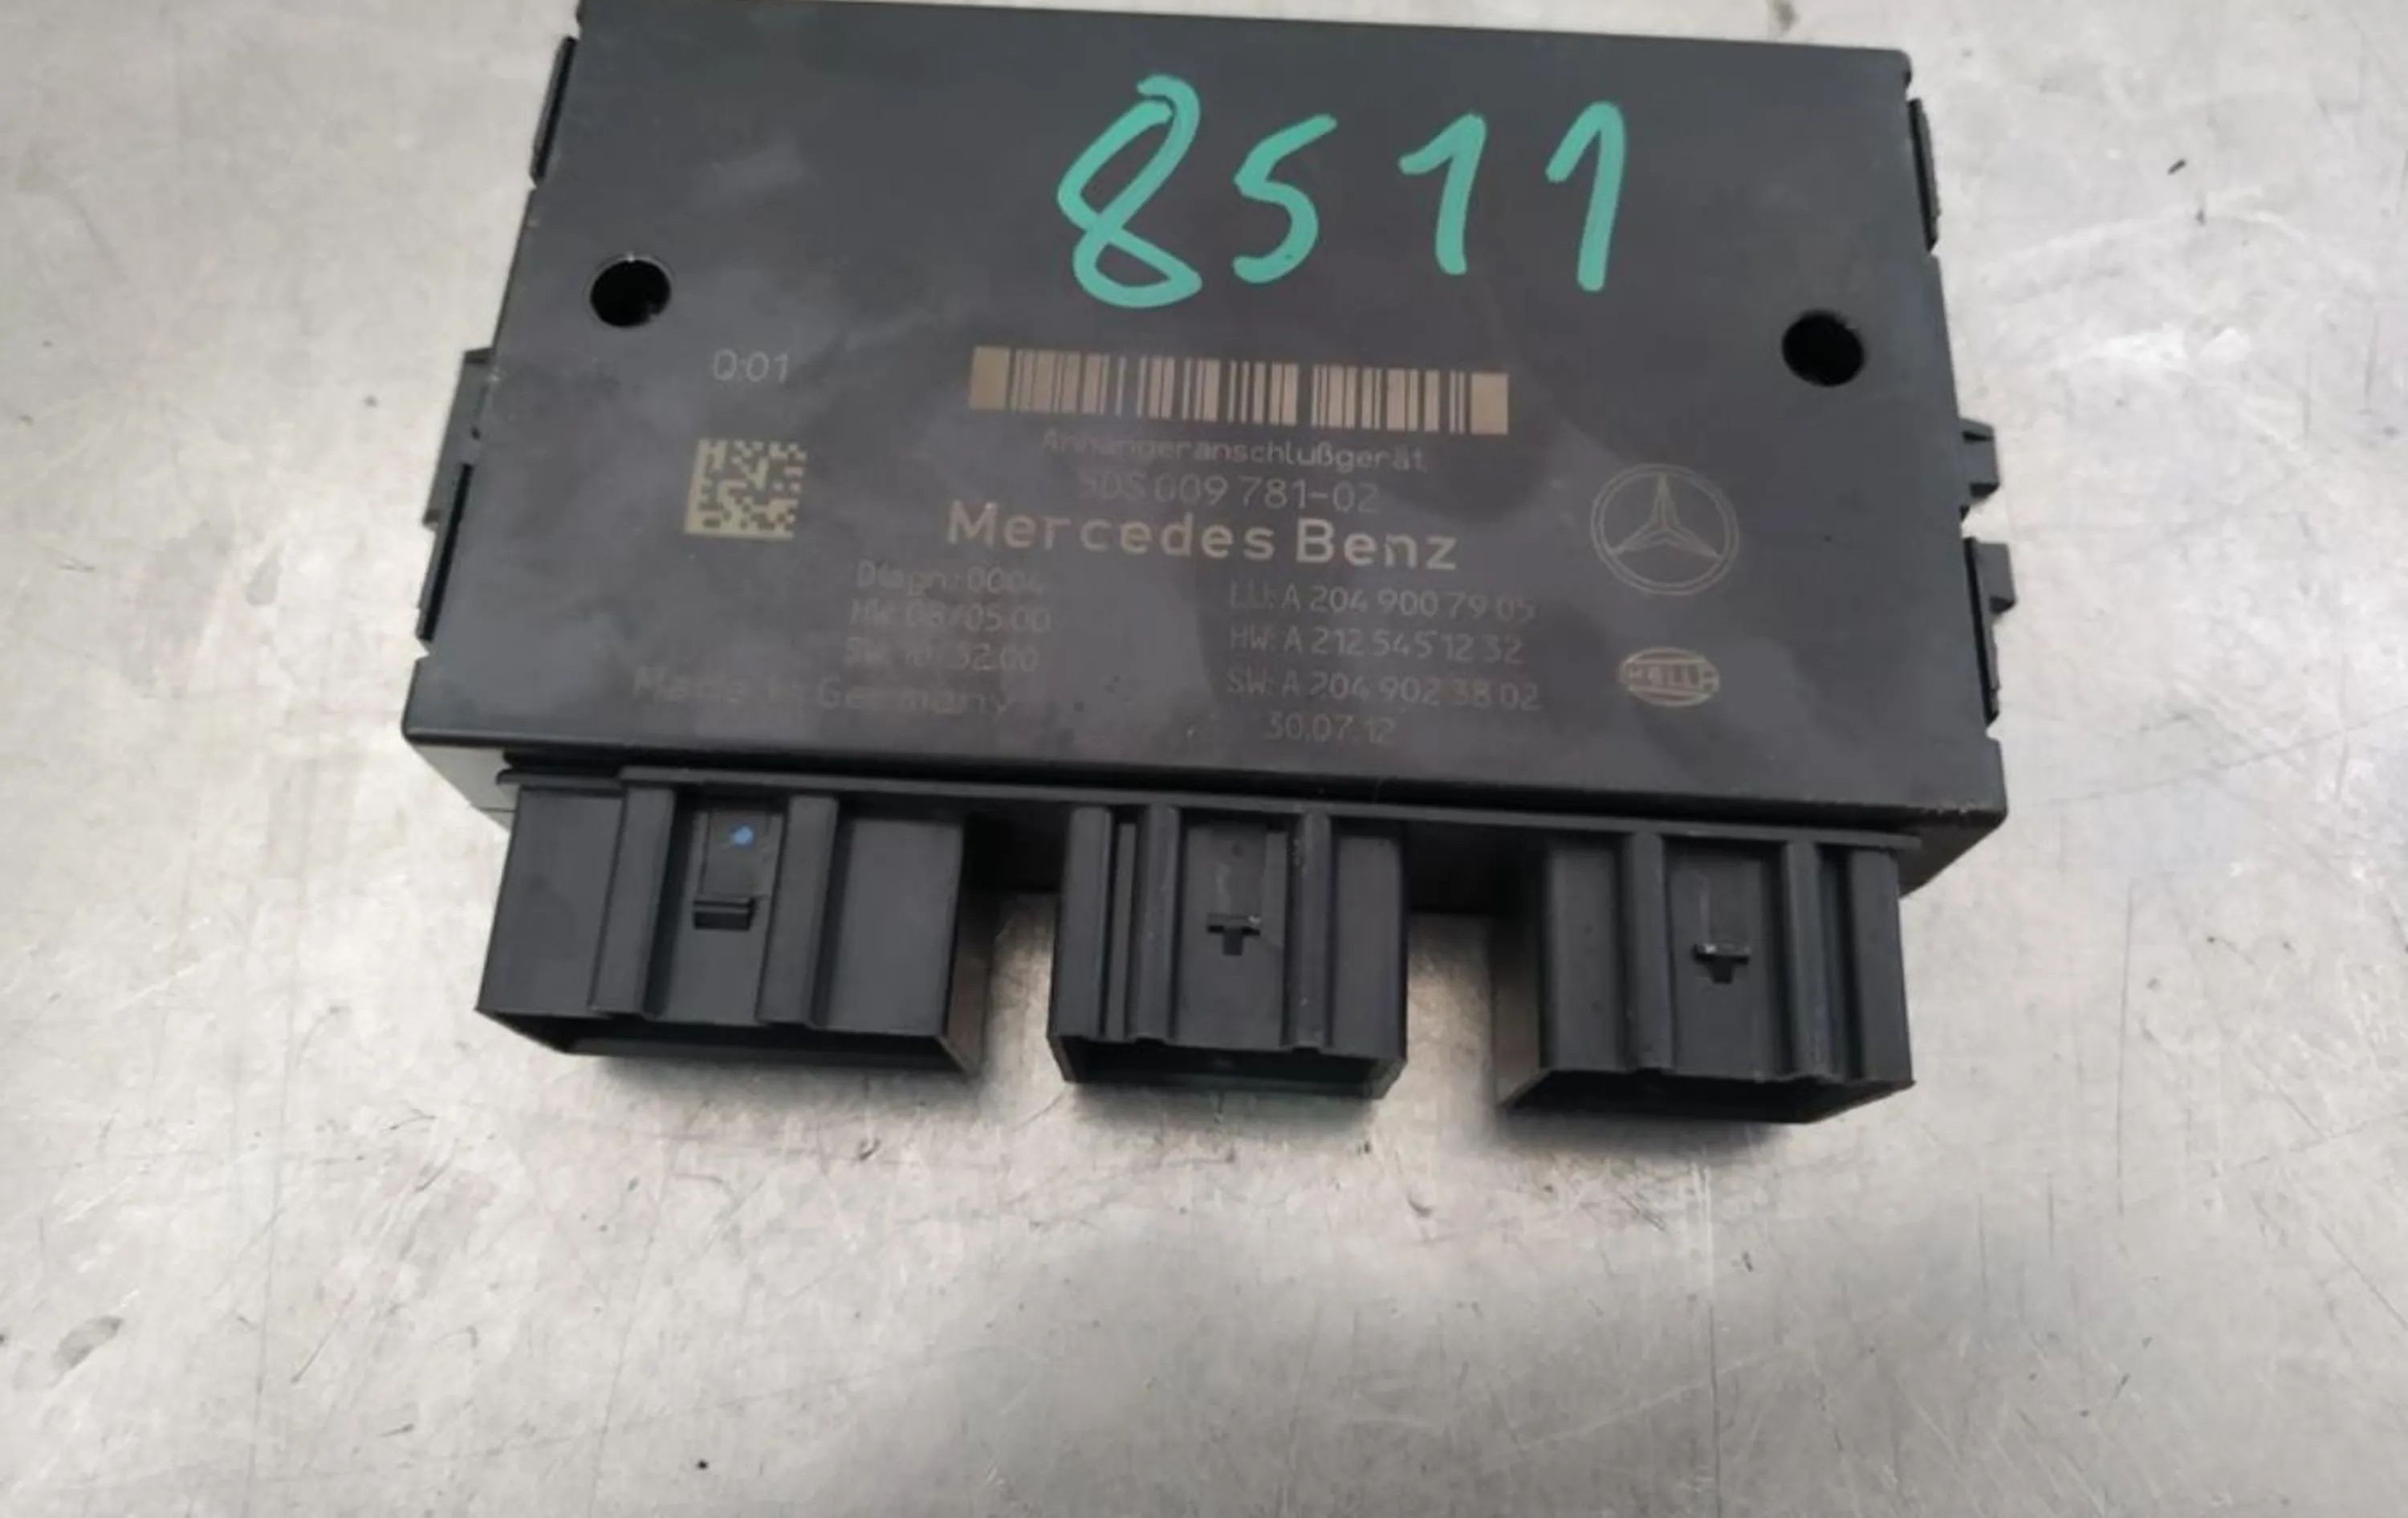 8511
Q:01
Anhängeranschlußgerät
5DS 009 781-02
Mercedes Benz
Diagn.: 0004
HW: 08/05.00
SW: 10/32.00
Made in Germany
LU: A 204 900 79 05
HW: A 212 545 12 32
SW: A 204 902 38 02
30.07.12
HELLA